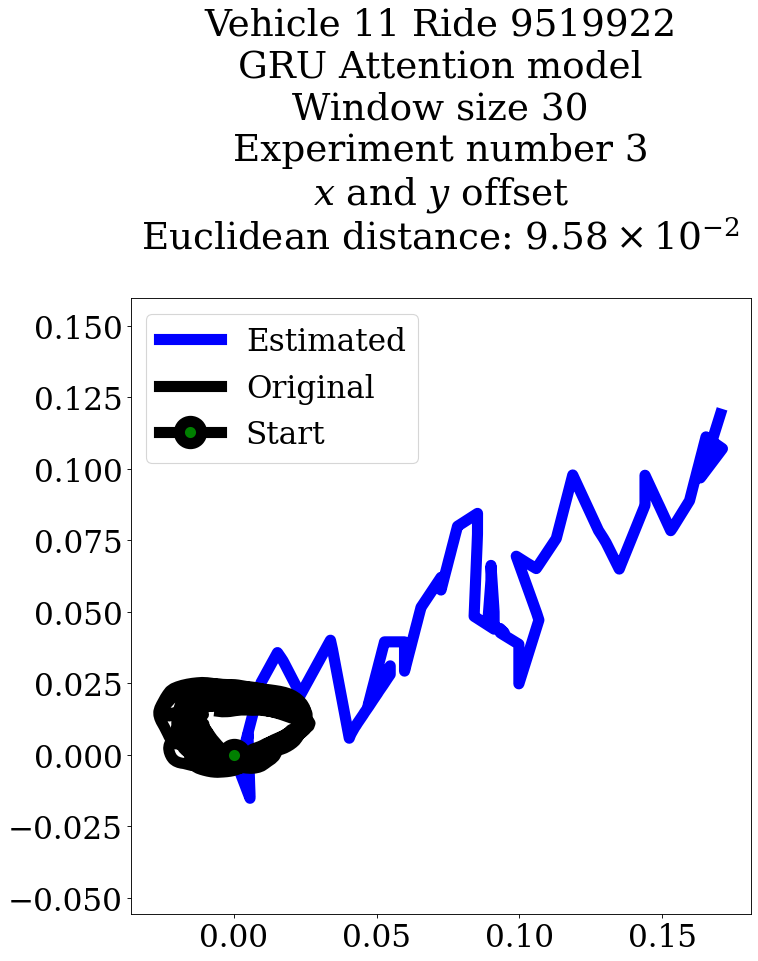 Vehicle 11 Ride 9519922
GRU Attention model
Window size 30
Experiment number 3
x and y offset
Euclidean distance: 9.58 × 10⁻²
Estimated
Original
Start
0.150
0.125
0.100
0.075
0.050
0.025
0.000
−0.025
−0.050
0.00 0.05 0.10 0.15